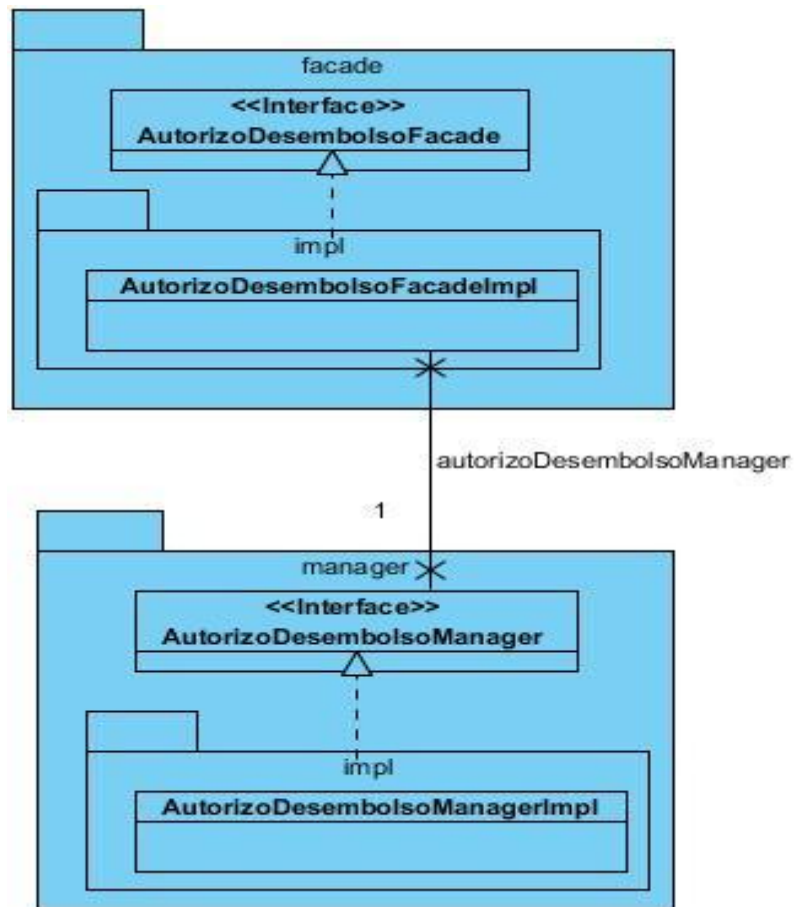 facade
<<Interface>>
AutorizoDesembolsoFacade
impl
AutorizoDesembolsoFacadeImpl
autorizoDesembolsoManager
1
manager
<<Interface>>
AutorizoDesembolsoManager
impl
AutorizoDesembolsoManagerImpl